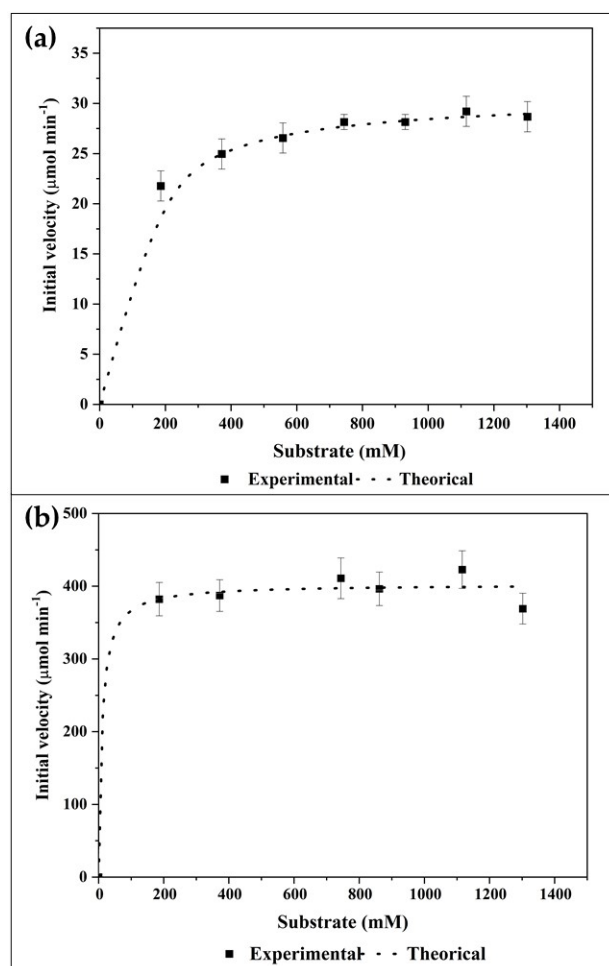 (a)
35
30
25
20
15
10
5
0
Initial velocity (µmol min⁻¹)
0 200 400 600 800 1000 1200 1400
Substrate (mM)
Experimental Theorical
(b)
500
400
300
200
100
0
Initial velocity (µmol min⁻¹)
0 200 400 600 800 1000 1200 1400
Substrate (mM)
Experimental Theorical